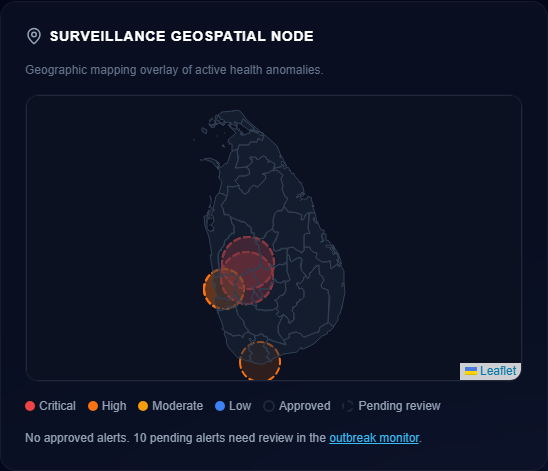 SURVEILLANCE GEOSPATIAL NODE
Geographic mapping overlay of active health anomalies.
Leaflet
Critical High Moderate Low Approved Pending review
No approved alerts. 10 pending alerts need review in the outbreak monitor.